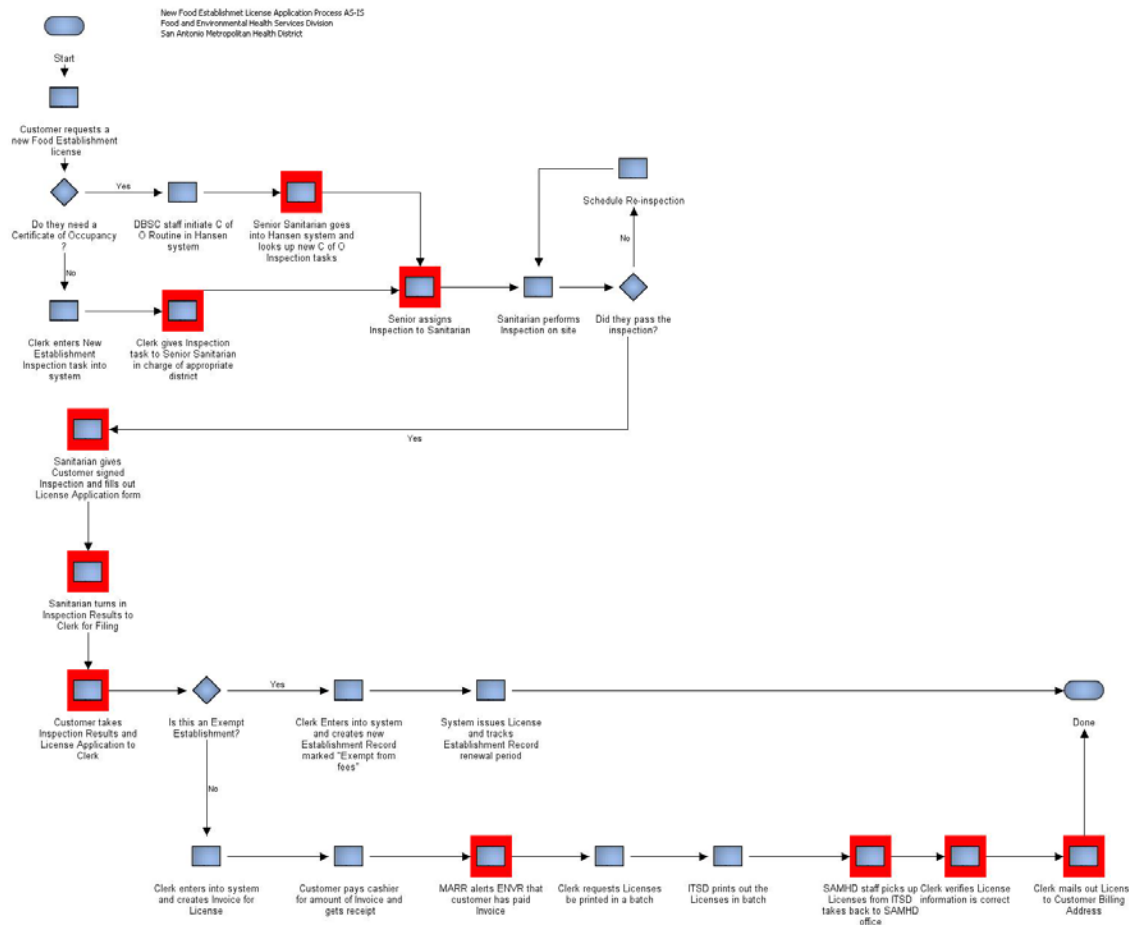 New Food Establishmet License Application Process AS-IS
Food and Environmental Health Services Division
San Antonio Metropolitan Health District
Start
Customer requests a
new Food Establishment
license
Yes
Do they need a
Certificate of Occupancy
?
DBSC staff initiate C of
O Routine in Hansen
system
Senior Sanitarian goes
into Hansen system and
looks up new C of O
Inspection tasks
Schedule Re-inspection
No
No
Clerk enters New
Establishment
Inspection task into
system
Clerk gives Inspection
task to Senior Sanitarian
in charge of appropriate
district
Senior assigns
Inspection to Sanitarian
Sanitarian performs
Inspection on site
Did they pass the
inspection?
Yes
Sanitarian gives
Customer signed
Inspection and fills out
License Application form
Sanitarian turns in
Inspection Results to
Clerk for Filing
Customer takes
Inspection Results and
License Application to
Clerk
Is this an Exempt
Establishment?
Yes
Clerk Enters into system
and creates new
Establishment Record
marked "Exempt from
fees"
System issues License
and tracks
Establishment Record
renewal period
Done
No
Clerk enters into system
and creates Invoice for
License
Customer pays cashier
for amount of Invoice and
gets receipt
MARR alerts ENVR that
customer has paid
Invoice
Clerk requests Licenses
be printed in a batch
ITSD prints out the
Licenses in batch
SAMHD staff picks up
Licenses from ITSD
takes back to SAMHD
office
Clerk verifies License
information is correct
Clerk mails out Licens
to Customer Billing
Address